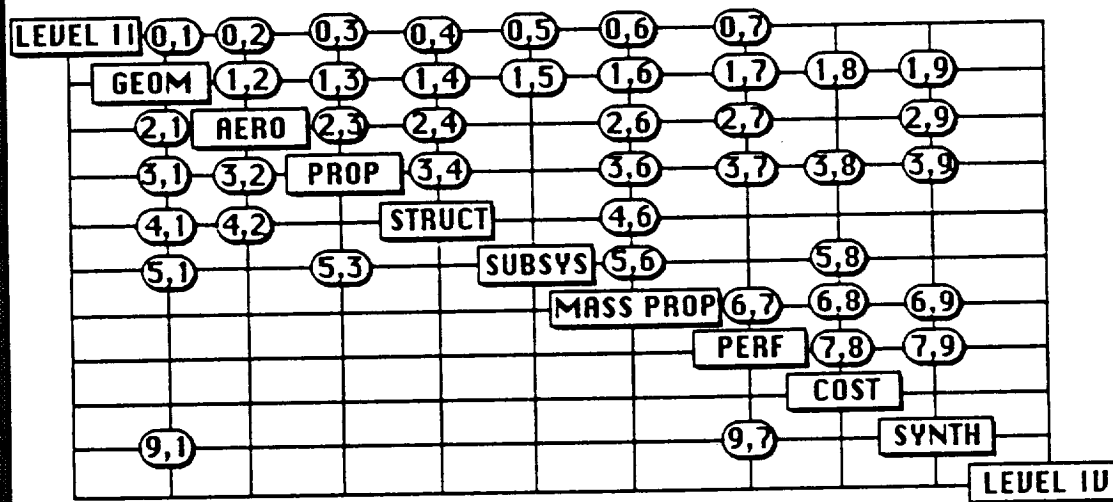 LEVEL II 0,1 0,2 0,3 0,4 0,5 0,6 0,7
GEOM 1,2 1,3 1,4 1,5 1,6 1,7 1,8 1,9
2,1 AERO 2,3 2,4 2,6 2,7 2,9
3,1 3,2 PROP 3,4 3,6 3,7 3,8 3,9
4,1 4,2 STRUCT 4,6
5,1 5,3 SUBSYS 5,6 5,8
MASS PROP 6,7 6,8 6,9
PERF 7,8 7,9
COST
9,1 9,7 SYNTH
LEVEL IV